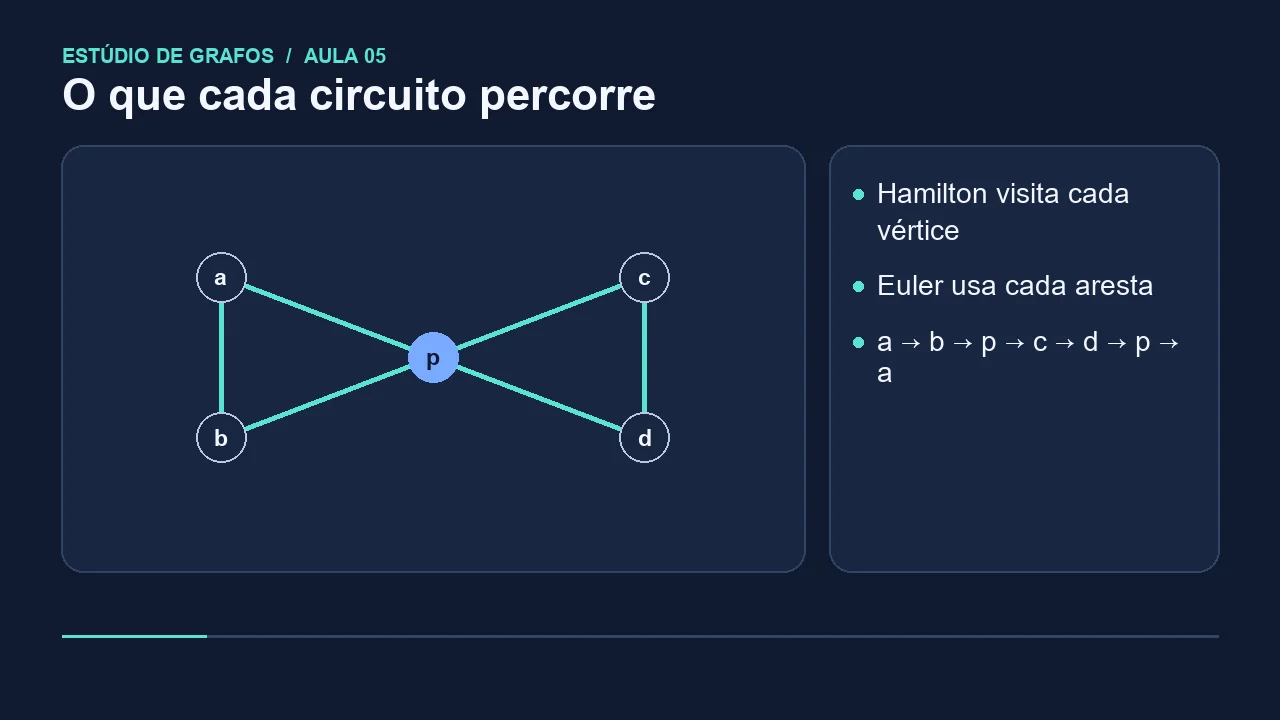 ESTÚDIO DE GRAFOS / AULA 05
O que cada circuito percorre
a
c
p
b
d
Hamilton visita cada
vértice
Euler usa cada aresta
a → b → p → c → d → p →
a